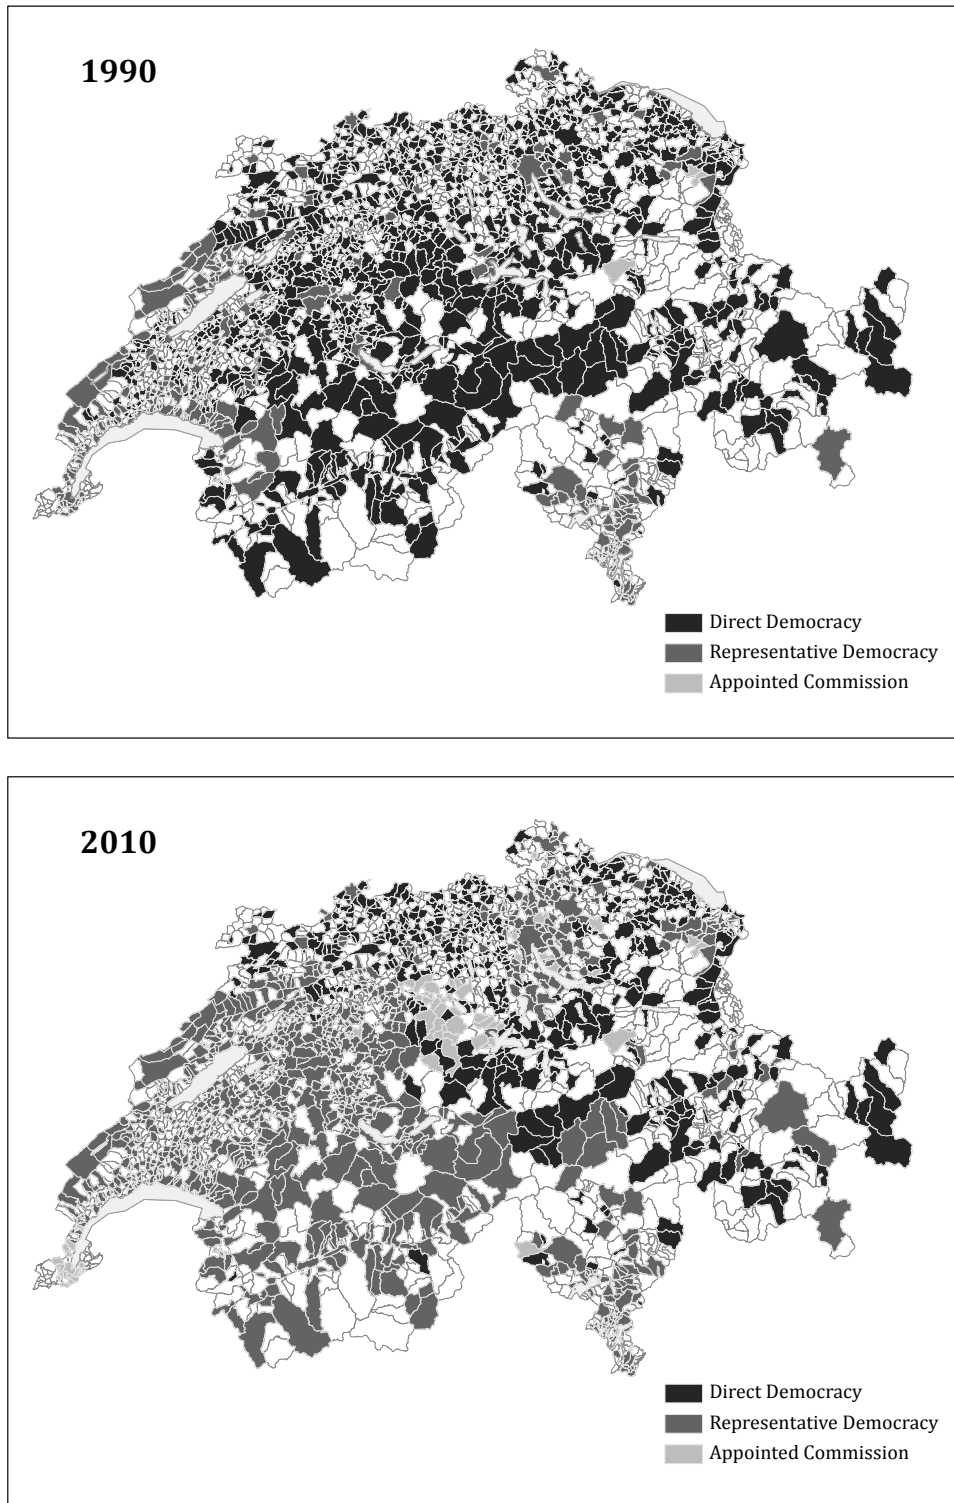 1990
Direct Democracy
Representative Democracy
Appointed Commission
2010
Direct Democracy
Representative Democracy
Appointed Commission